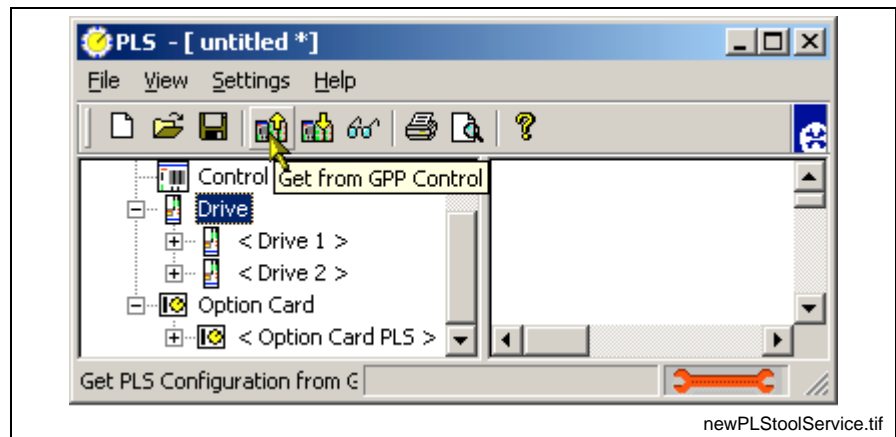 PLS - [ untitled *]
File View Settings Help
Control Get from GPP Control
Drive
< Drive 1 >
< Drive 2 >
Option Card
< Option Card PLS >
Get PLS Configuration from G
newPLStoolService.tif